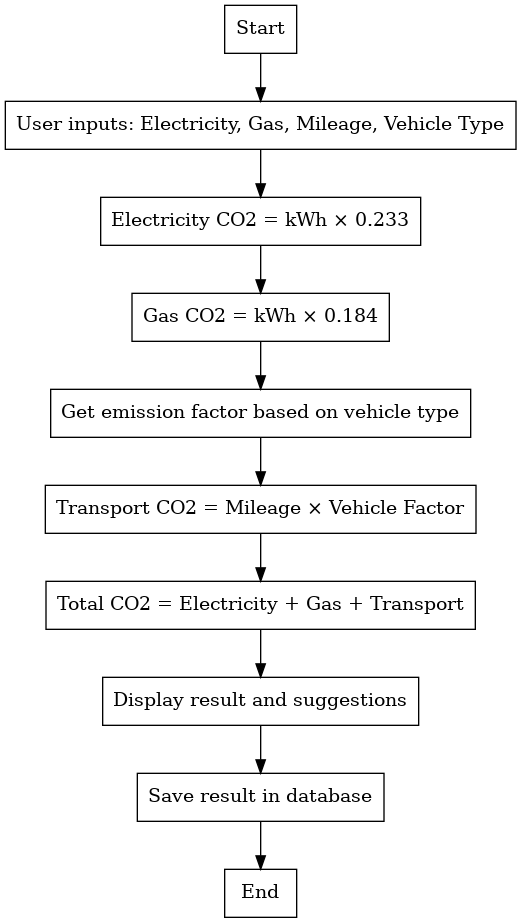 Start
User inputs: Electricity, Gas, Mileage, Vehicle Type
Electricity CO2 = kWh × 0.233
Gas CO2 = kWh × 0.184
Get emission factor based on vehicle type
Transport CO2 = Mileage × Vehicle Factor
Total CO2 = Electricity + Gas + Transport
Display result and suggestions
Save result in database
End